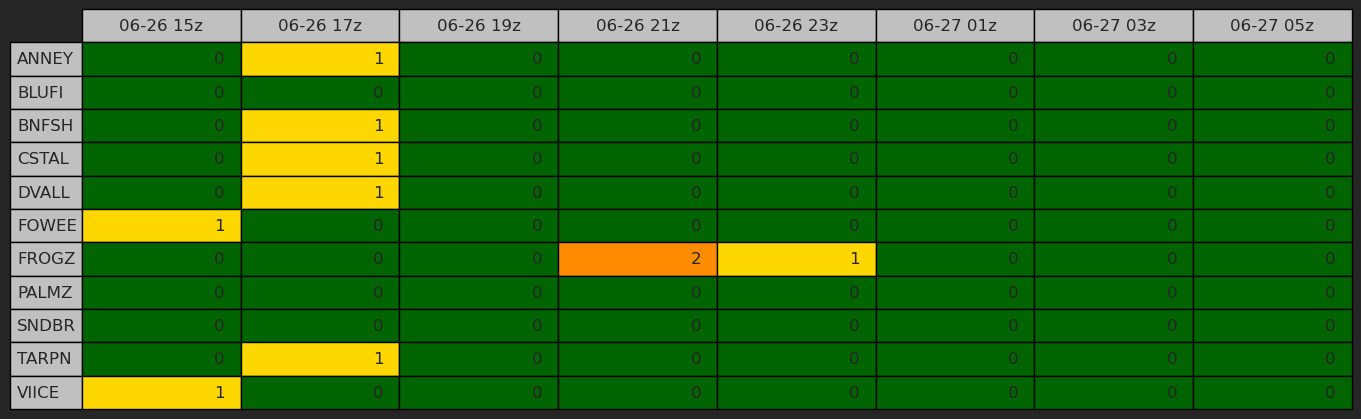 06-26 15z 06-26 17z 06-26 19z 06-26 21z 06-26 23z 06-27 01z 06-27 03z 06-27 05z
ANNEY 0 1 0 0 0 0 0 0
BLUFI 0 0 0 0 0 0 0 0
BNFSH 0 1 0 0 0 0 0 0
CSTAL 0 1 0 0 0 0 0 0
DVALL 0 1 0 0 0 0 0 0
FOWEE 1 0 0 0 0 0 0 0
FROGZ 0 0 0 2 1 0 0 0
PALMZ 0 0 0 0 0 0 0 0
SNDBR 0 0 0 0 0 0 0 0
TARPN 0 1 0 0 0 0 0 0
VIICE 1 0 0 0 0 0 0 0